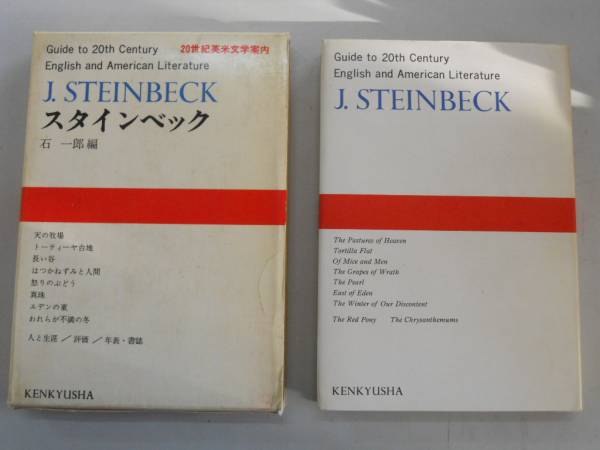 Guide to 20th Century
20世紀英米文学案内
English and American Literature
J. STEINBECK
スタインベック
石 一郎編
天の牧場
トーティーヤ台地
長い谷
はつかねずみと人間
怒りのぶどう
真珠
エデンの東
われらが不満の冬
人と生涯／評価／年表・書誌
KENKYUSHA
Guide to 20th Century
English and American Literature
J. STEINBECK
The Pastures of Heaven
Tortilla Flat
Of Mice and Men
The Grapes of Wrath
The Pearl
East of Eden
The Winter of Our Discontent
The Red Pony The Chrysanthemums
KENKYUSHA